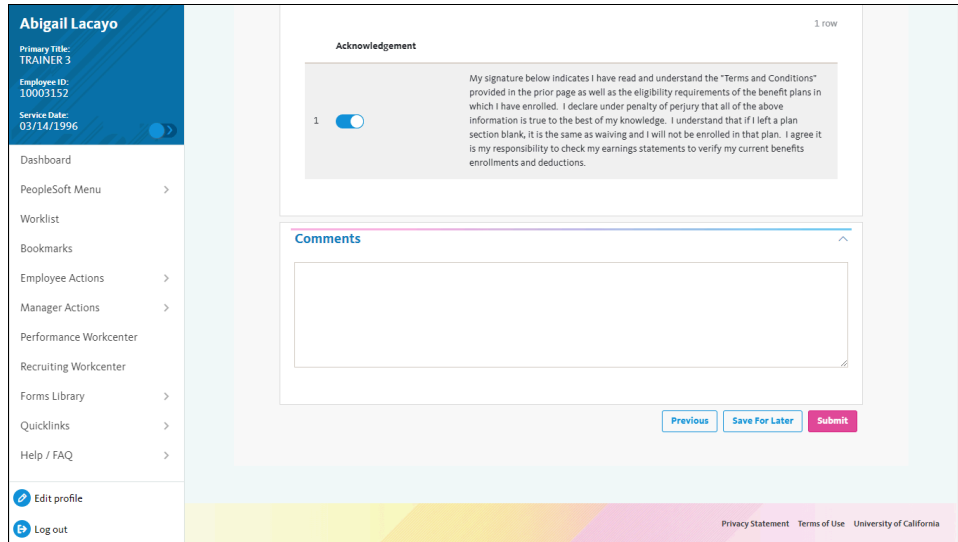 Abigail Lacayo
Primary Title:
TRAINER 3
Employee ID:
10003152
Service Date:
03/14/1996
Dashboard
PeopleSoft Menu
Worklist
Bookmarks
Employee Actions
Manager Actions
Performance Workcenter
Recruiting Workcenter
Forms Library
Quicklinks
Help / FAQ
Edit profile
Log out
1 row
Acknowledgement
1
My signature below indicates I have read and understand the "Terms and Conditions"
provided in the prior page as well as the eligibility requirements of the benefit plans in
which I have enrolled. I declare under penalty of perjury that all of the above
information is true to the best of my knowledge. I understand that if I left a plan
section blank, it is the same as waiving and I will not be enrolled in that plan. I agree it
is my responsibility to check my earnings statements to verify my current benefits
enrollments and deductions.
Comments
Previous Save For Later Submit
Privacy Statement Terms of Use University of California